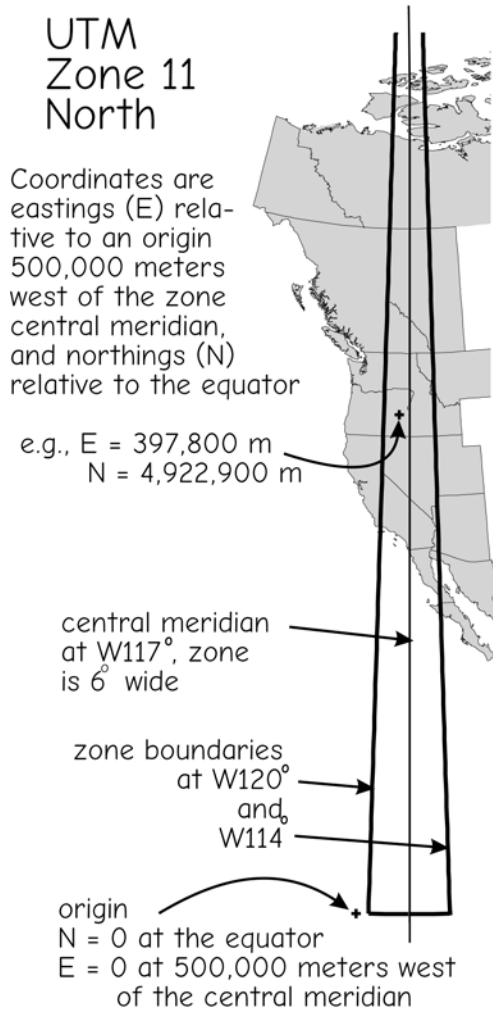 UTM
Zone 11
North
Coordinates are
eastings (E) rela-
tive to an origin
500,000 meters
west of the zone
central meridian,
and northings (N)
relative to the equator
e.g., E = 397,800 m
N = 4,922,900 m
central meridian
at W117°, zone
is 6° wide
zone boundaries
at W120°
and
W114°
origin
N = 0 at the equator
E = 0 at 500,000 meters west
of the central meridian